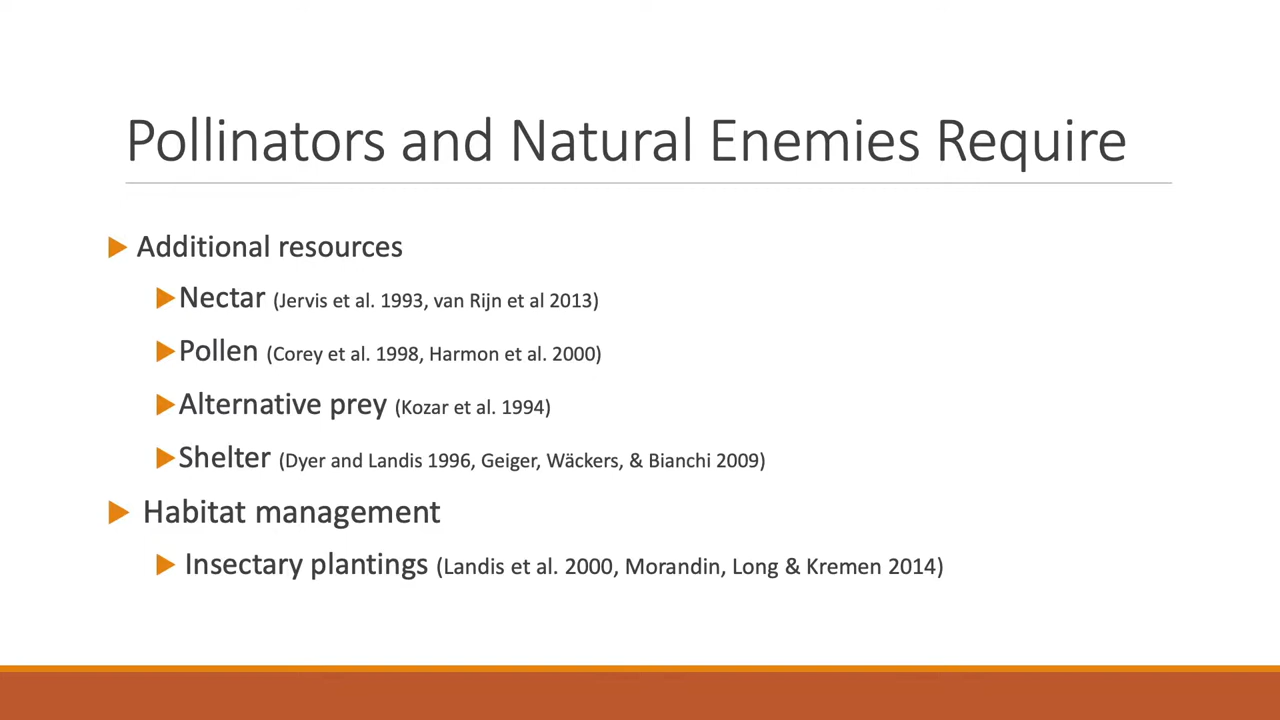 Pollinators and Natural Enemies Require
Additional resources
Nectar (Jervis et al. 1993, van Rijn et al 2013)
Pollen (Corey et al. 1998, Harmon et al. 2000)
Alternative prey (Kozar et al. 1994)
Shelter (Dyer and Landis 1996, Geiger, Wäckers, & Bianchi 2009)
Habitat management
Insectary plantings (Landis et al. 2000, Morandin, Long & Kremen 2014)